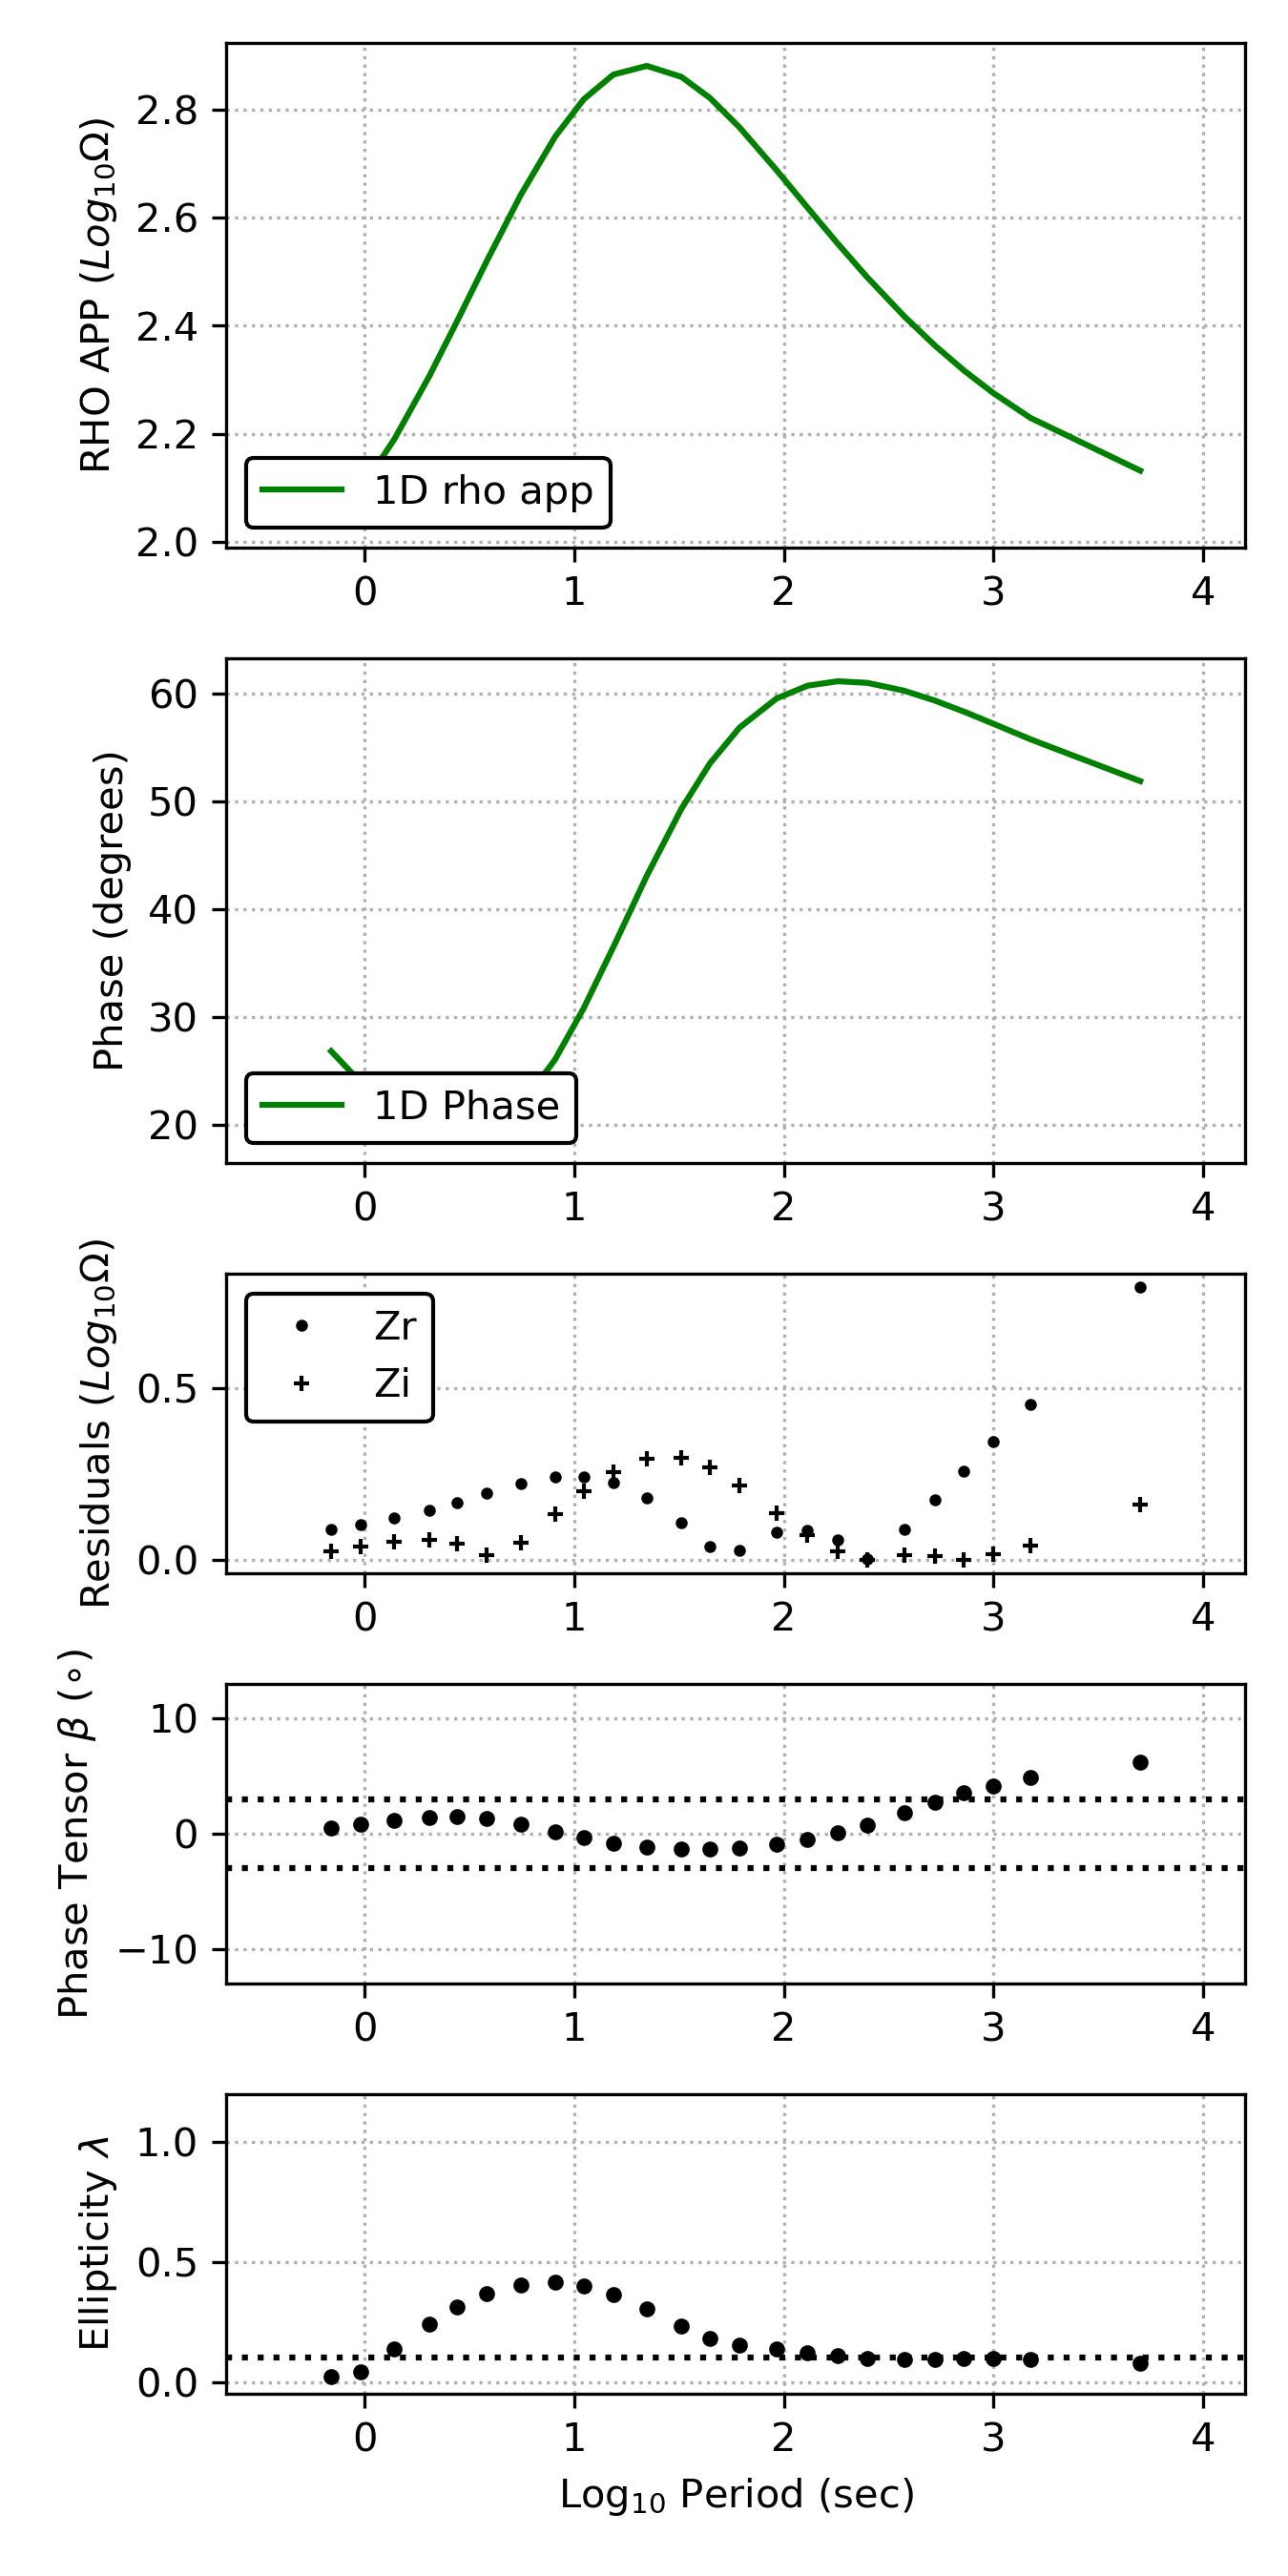 RHO APP (Log₁₀Ω)
2.8
2.6
2.4
2.2
2.0
1D rho app
0 1 2 3 4
Phase (degrees)
60
50
40
30
20
1D Phase
0 1 2 3 4
Residuals (Log₁₀Ω)
Zr
Zi
0.5
0.0
0 1 2 3 4
Phase Tensor β (∘)
10
0
−10
0 1 2 3 4
Ellipticity λ
1.0
0.5
0.0
0 1 2 3 4
Log₁₀ Period (sec)